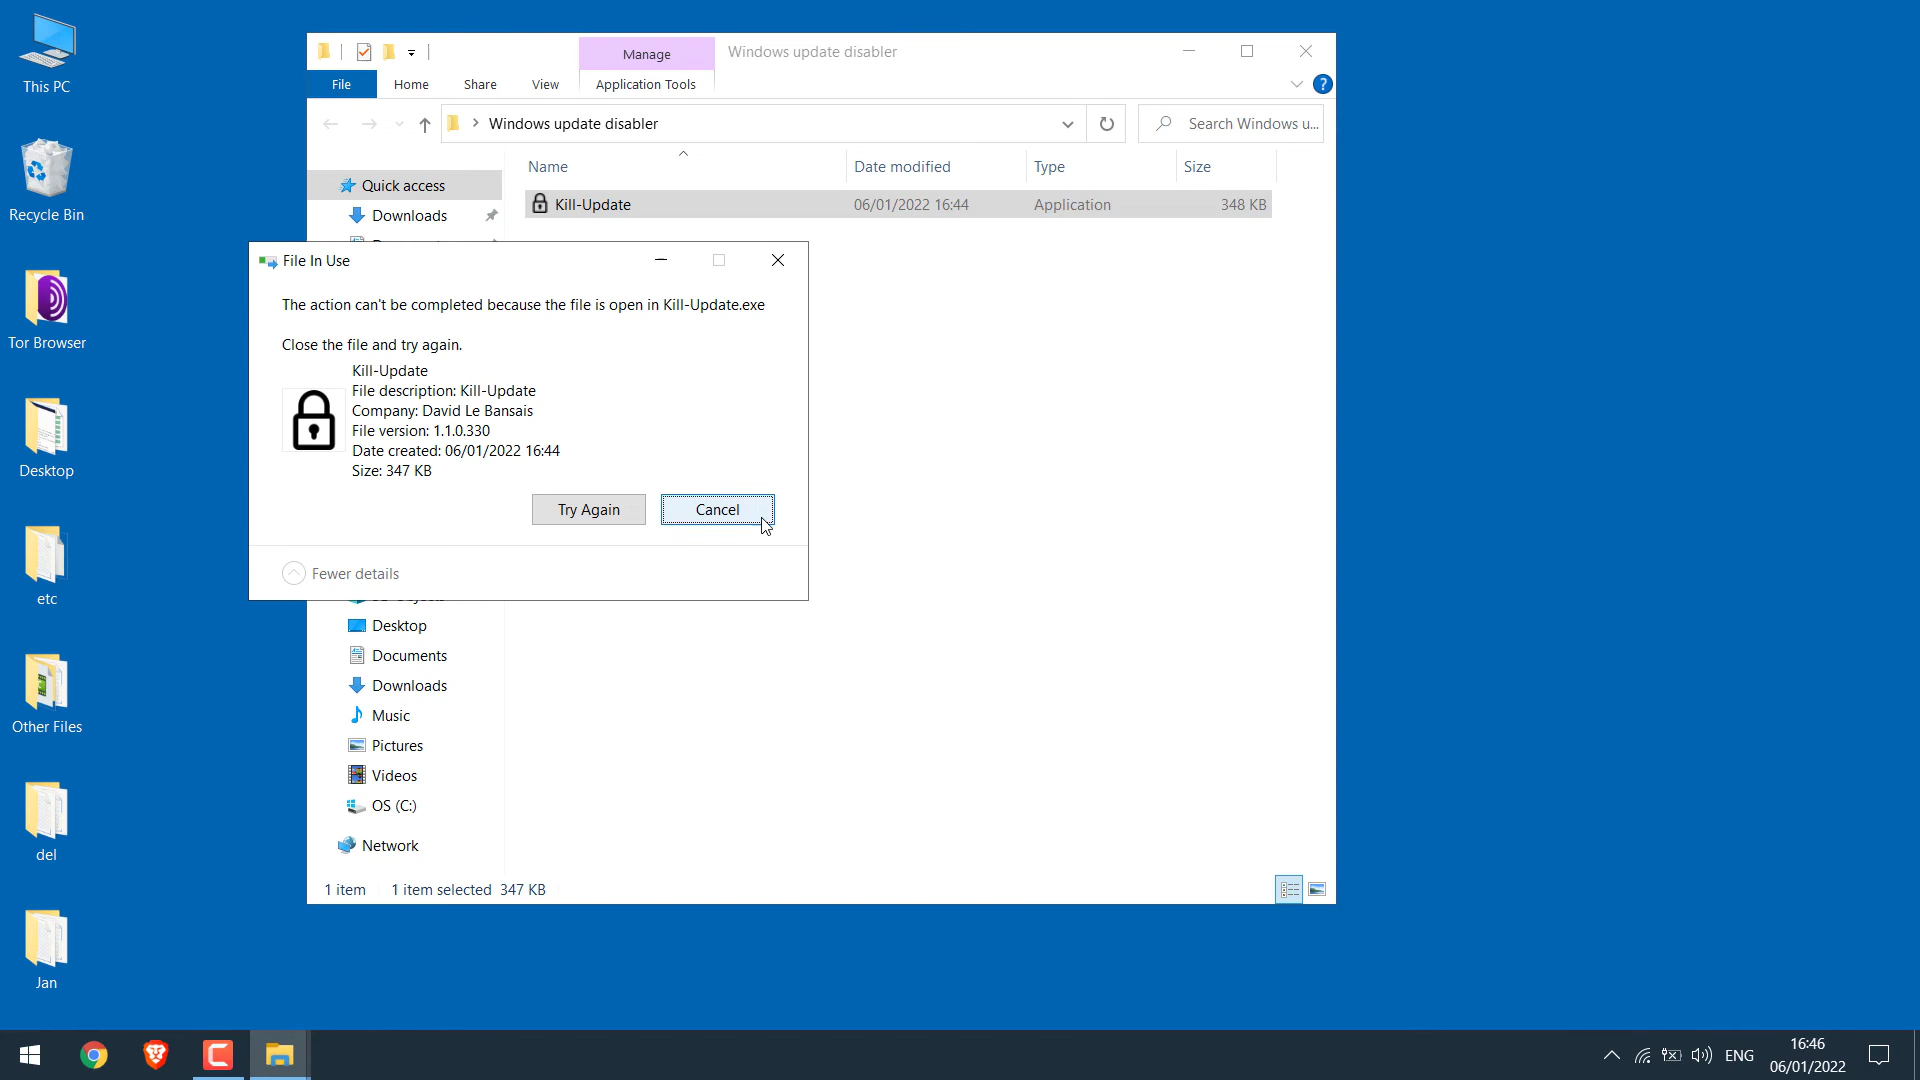 This PC
Recycle Bin
Tor Browser
Desktop
etc
Other Files
del
Jan
Manage
Windows update disabler
File
Home
Share
View
Application Tools
?
Windows update disabler
Search Windows u...
Name
Date modified
Type
Size
Quick access
Downloads
Kill-Update
06/01/2022 16:44
Application
348 KB
File In Use
The action can't be completed because the file is open in Kill-Update.exe
Close the file and try again.
Kill-Update
File description: Kill-Update
Company: David Le Bansais
File version: 1.1.0.330
Date created: 06/01/2022 16:44
Size: 347 KB
Try Again
Cancel
Fewer details
Desktop
Documents
Downloads
Music
Pictures
Videos
OS (C:)
Network
1 item
1 item selected 347 KB
ENG
16:46
06/01/2022